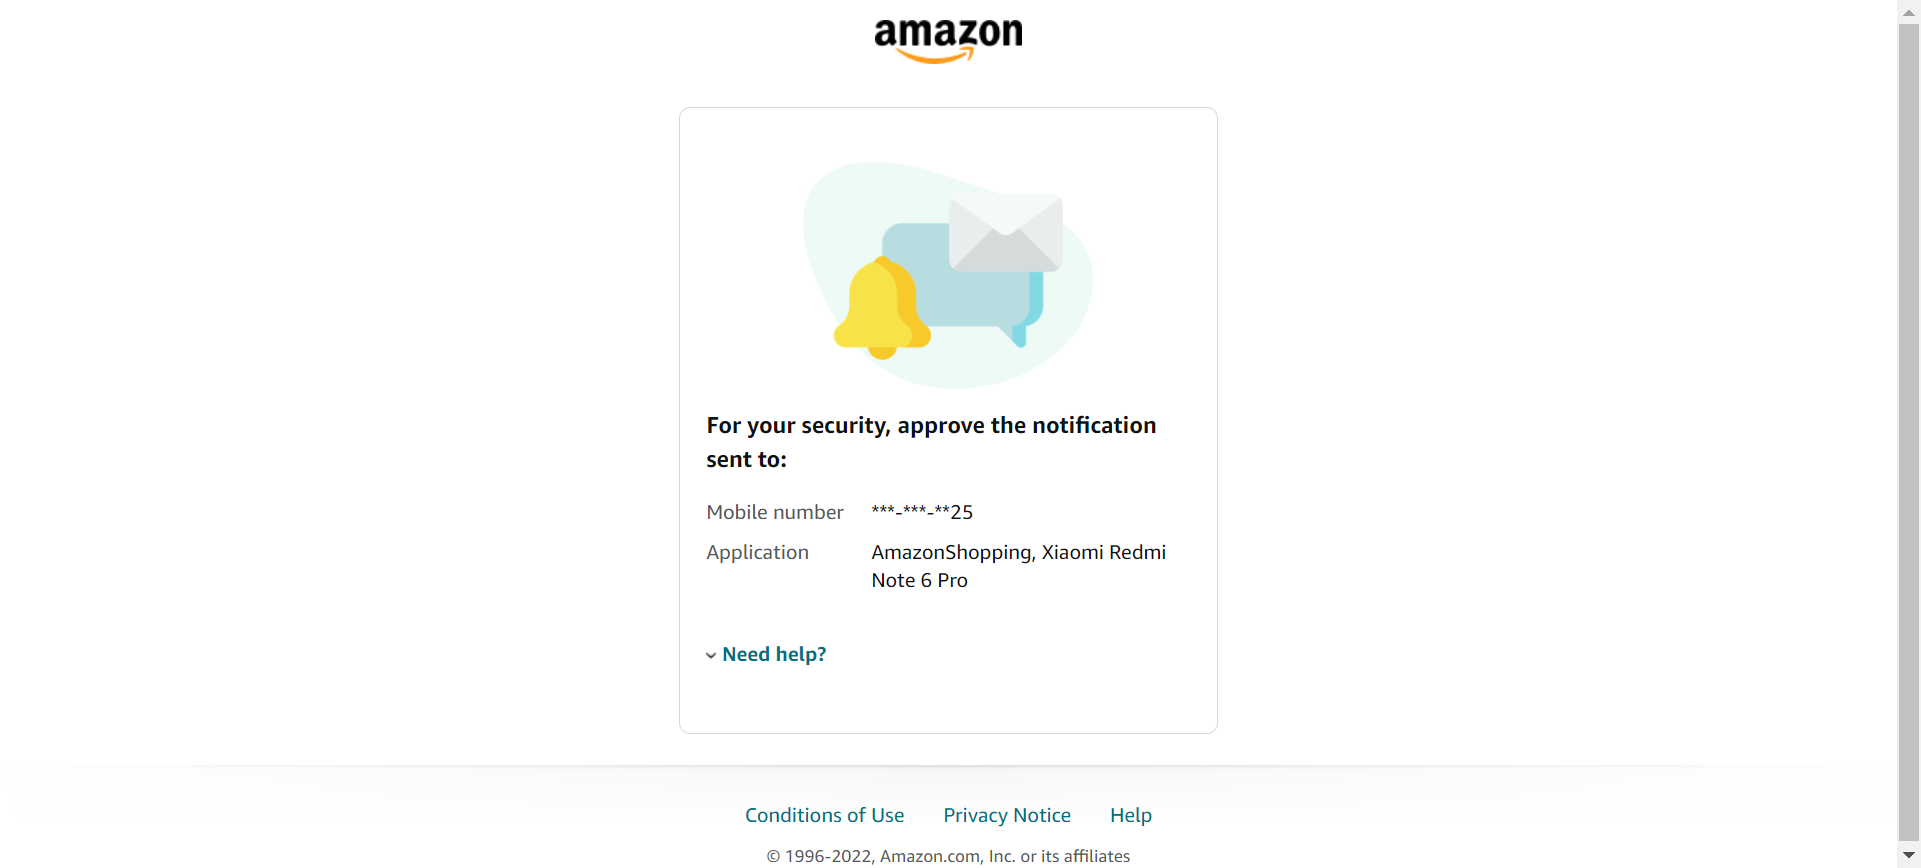 amazon
For your security, approve the notification
sent to:
Mobile number ***-***-**25
Application AmazonShopping, Xiaomi Redmi
Note 6 Pro
Need help?
Conditions of Use Privacy Notice Help
© 1996-2022, Amazon.com, Inc. or its affiliates